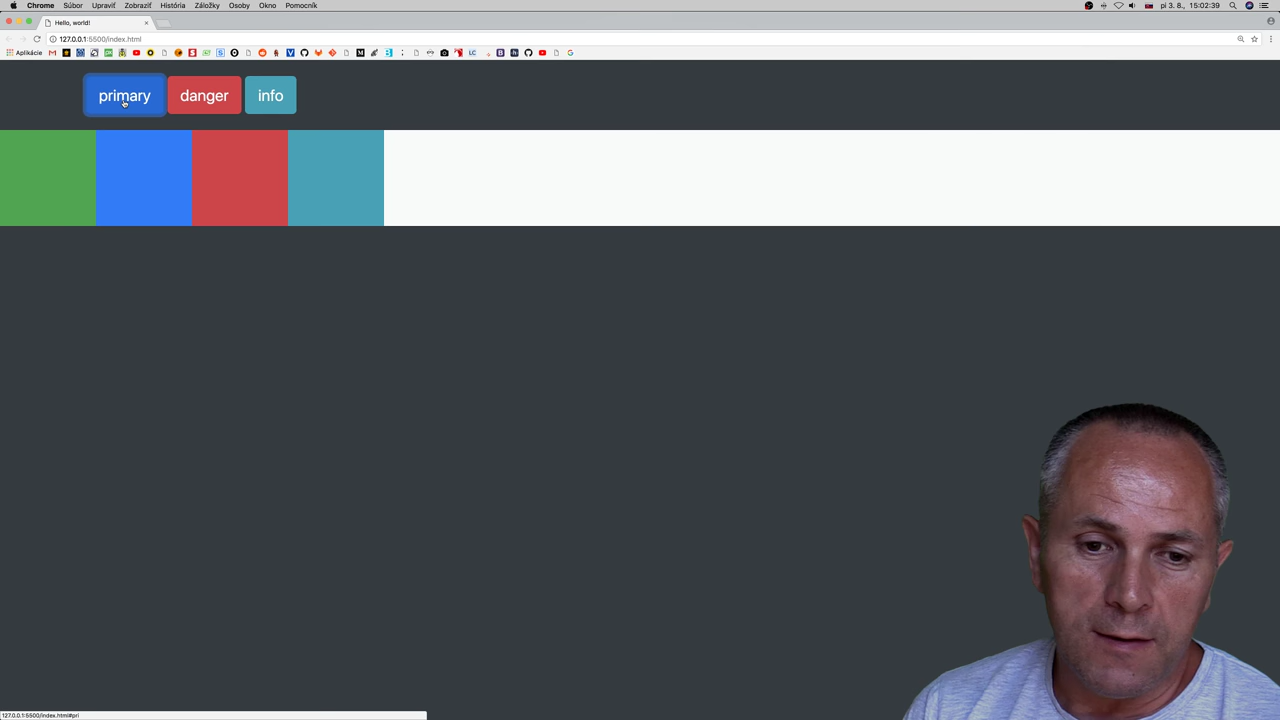 Chrome Súbor Upraviť Zobraziť História Záložky Osoby Okno Pomocník pi 3. 8., 15:02:39
Hello, world!
127.0.0.1:5500/index.html
Aplikácie
primary danger info
127.0.0.1:5500/index.html#pri